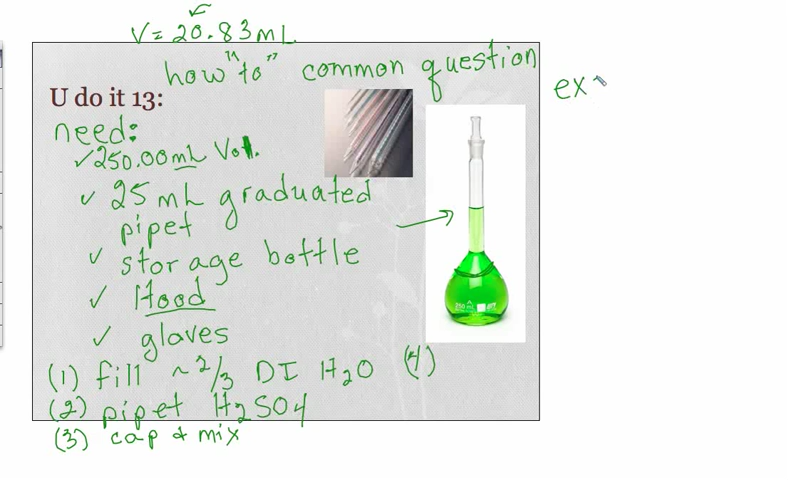 V = 20.83 mL
how "to" common question
ex
U do it 13:
need:
✓ 250.00 mL Vol.
✓ 25 mL graduated
pipet
✓ storage bottle
✓ Hood
✓ gloves
(1) fill ~ 2/3 DI H2O (4)
(2) pipet H2SO4
(3) cap + mix